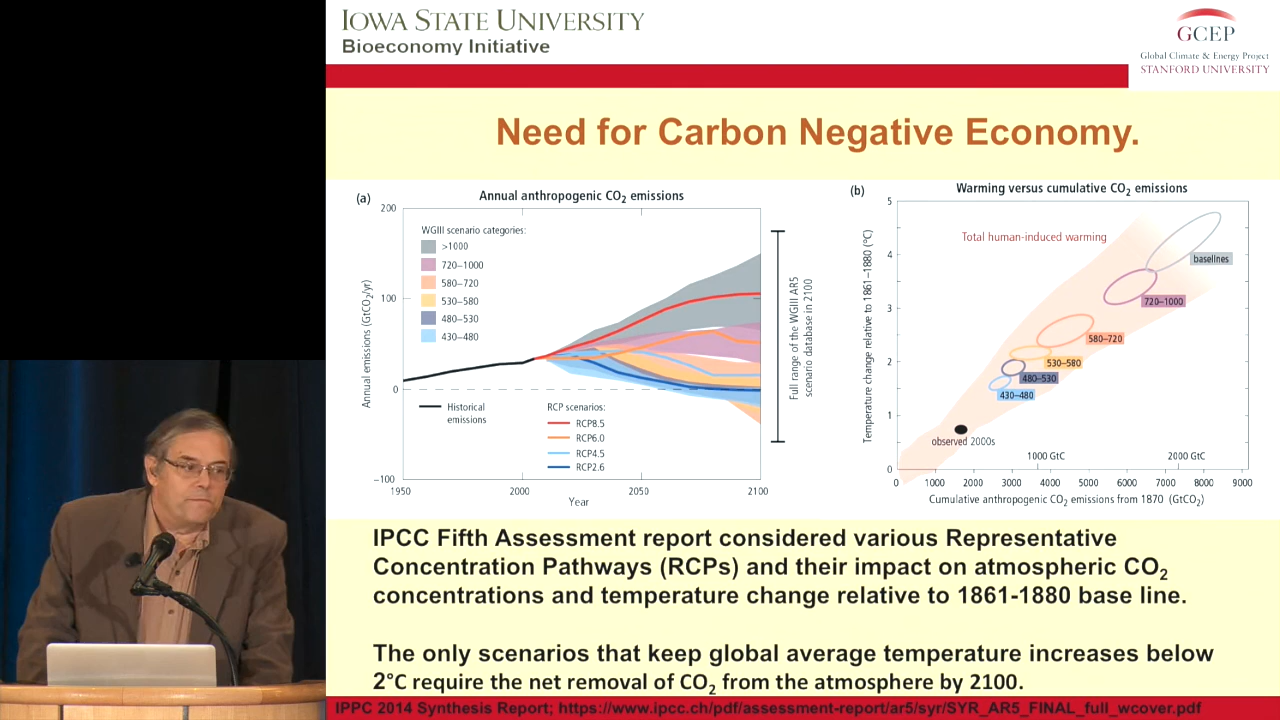 IOWA STATE UNIVERSITY
Bioeconomy Initiative
GCEP
Global Climate & Energy Project
STANFORD UNIVERSITY
Need for Carbon Negative Economy.
(a)
Annual anthropogenic CO₂ emissions
200
100
0
−100
Annual emissions (GtCO₂/yr)
WGIII scenario categories:
>1000
720–1000
580–720
530–580
480–530
430–480
Historical
emissions
RCP scenarios:
RCP8.5
RCP6.0
RCP4.5
RCP2.6
1950
2000
2050
2100
Year
Full range of the WGIII AR5
scenario database in 2100
(b)
Warming versus cumulative CO₂ emissions
5
4
3
2
1
0
Temperature change relative to 1861–1880 (°C)
Total human-induced warming
baselines
720–1000
580–720
530–580
480–530
430–480
observed 2000s
1000 GtC
2000 GtC
0
1000
2000
3000
4000
5000
6000
7000
8000
9000
Cumulative anthropogenic CO₂ emissions from 1870 (GtCO₂)
IPCC Fifth Assessment report considered various Representative
Concentration Pathways (RCPs) and their impact on atmospheric CO₂
concentrations and temperature change relative to 1861-1880 base line.
The only scenarios that keep global average temperature increases below
2°C require the net removal of CO₂ from the atmosphere by 2100.
IPPC 2014 Synthesis Report; https://www.ipcc.ch/pdf/assessment-report/ar5/syr/SYR_AR5_FINAL_full_wcover.pdf